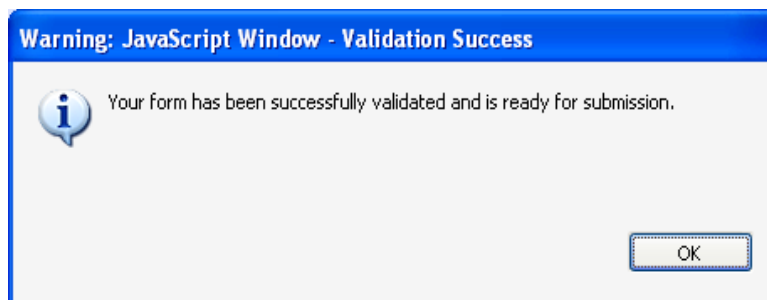 Warning: JavaScript Window - Validation Success
Your form has been successfully validated and is ready for submission.
OK